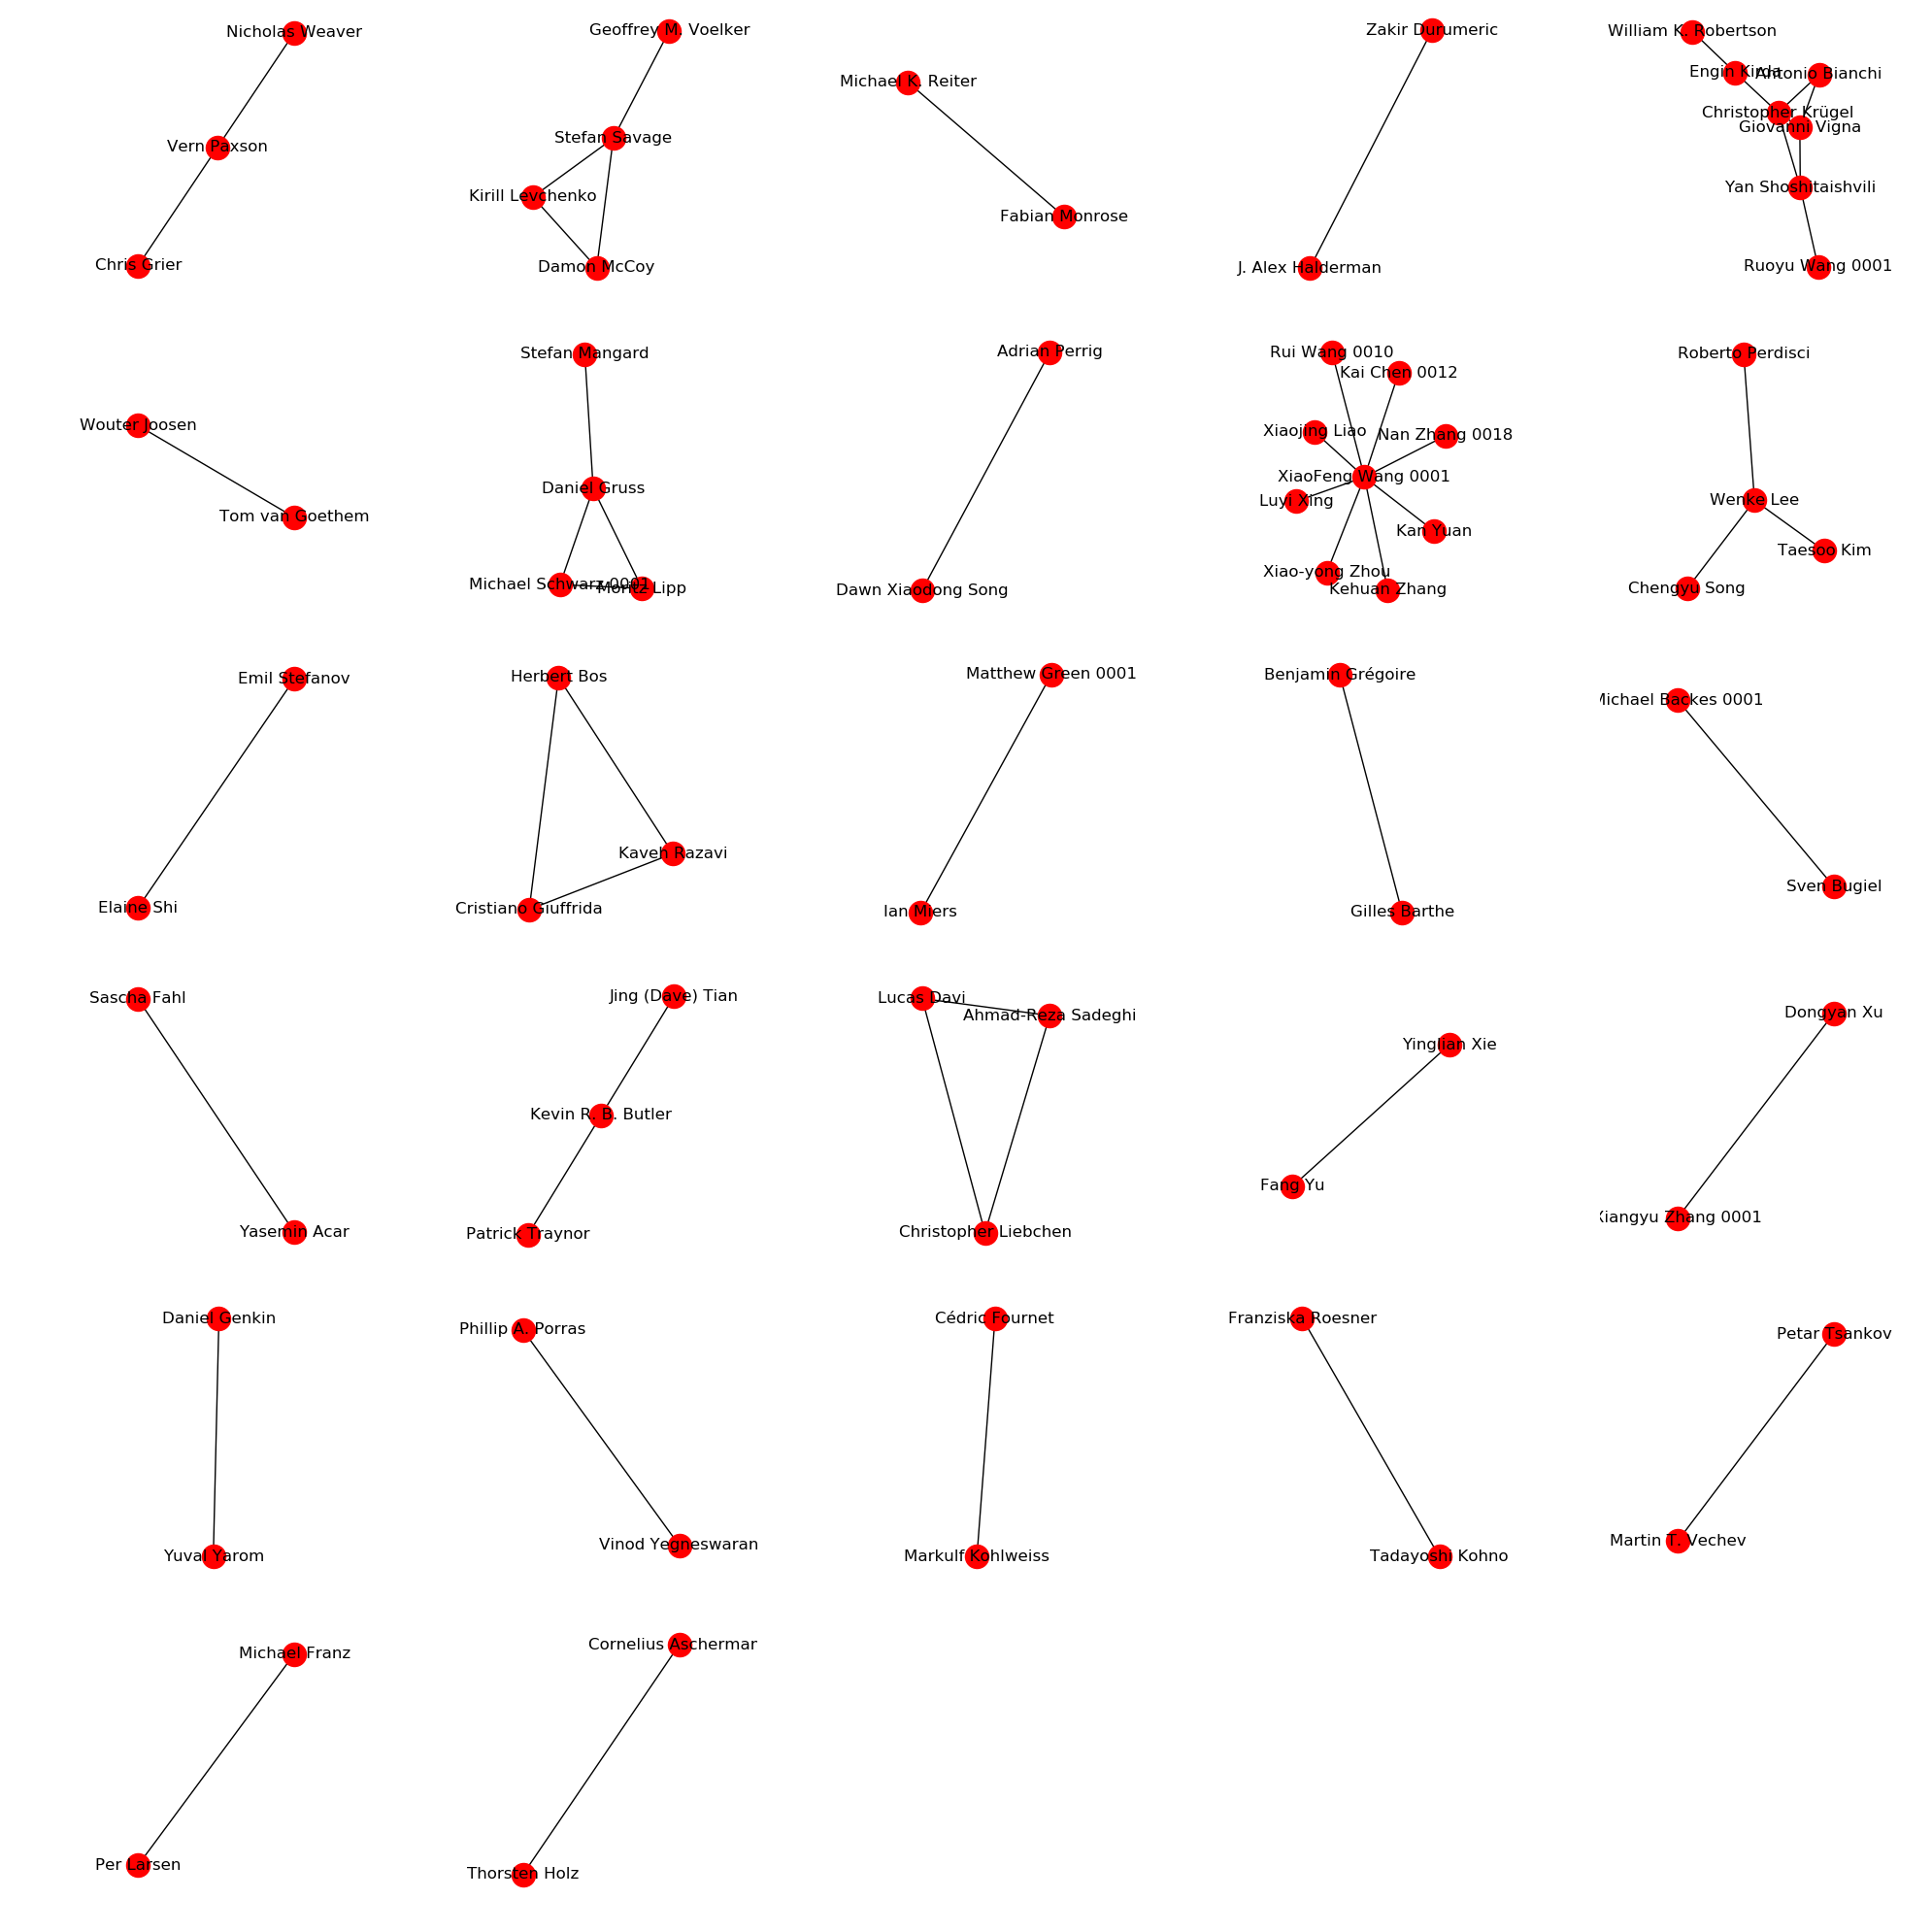 Nicholas Weaver
Vern Paxson
Chris Grier
Geoffrey M. Voelker
Stefan Savage
Kirill Levchenko
Damon McCoy
Michael K. Reiter
Fabian Monrose
Zakir Durumeric
J. Alex Halderman
William K. Robertson
Engin Kirda
Antonio Bianchi
Christopher Krügel
Giovanni Vigna
Yan Shoshitaishvili
Ruoyu Wang 0001
Wouter Joosen
Tom van Goethem
Stefan Mangard
Daniel Gruss
Michael Schwarz 0001
Moritz Lipp
Adrian Perrig
Dawn Xiaodong Song
Rui Wang 0010
Kai Chen 0012
Xiaojing Liao
Nan Zhang 0018
XiaoFeng Wang 0001
Luyi Xing
Kan Yuan
Xiao-yong Zhou
Kehuan Zhang
Roberto Perdisci
Wenke Lee
Taesoo Kim
Chengyu Song
Emil Stefanov
Elaine Shi
Herbert Bos
Kaveh Razavi
Cristiano Giuffrida
Matthew Green 0001
Ian Miers
Benjamin Grégoire
Gilles Barthe
Michael Backes 0001
Sven Bugiel
Sascha Fahl
Yasemin Acar
Jing (Dave) Tian
Kevin R. B. Butler
Patrick Traynor
Lucas Davi
Ahmad-Reza Sadeghi
Christopher Liebchen
Yinglian Xie
Fang Yu
Dongyan Xu
Xiangyu Zhang 0001
Daniel Genkin
Yuval Yarom
Phillip A. Porras
Vinod Yegneswaran
Cédric Fournet
Markulf Kohlweiss
Franziska Roesner
Tadayoshi Kohno
Petar Tsankov
Martin T. Vechev
Michael Franz
Per Larsen
Cornelius Aschermar
Thorsten Holz